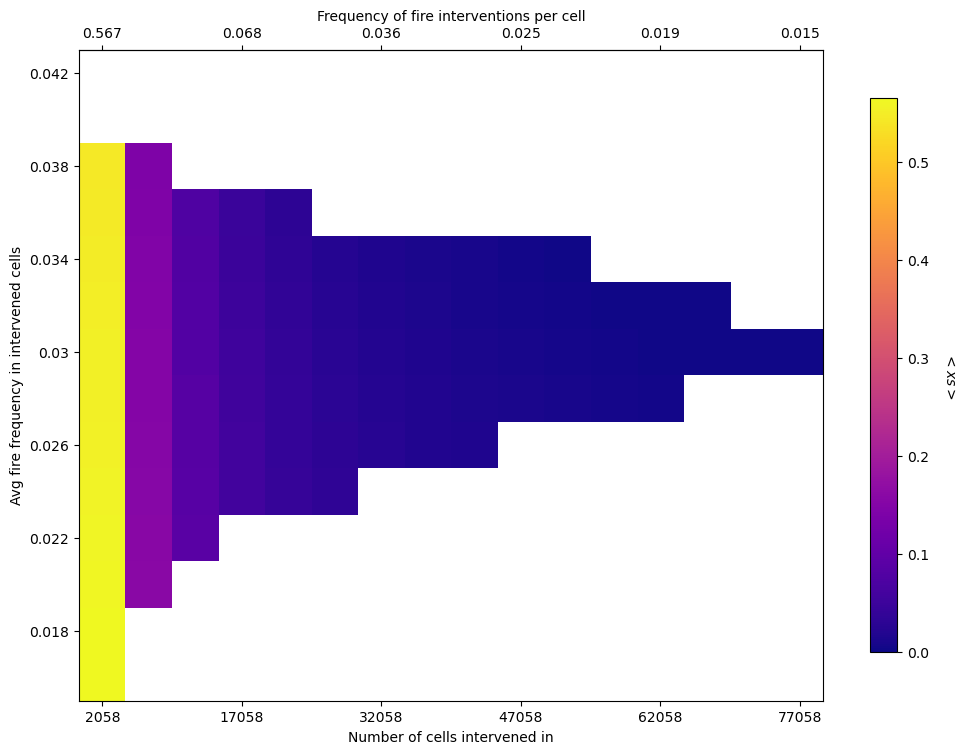 Frequency of fire interventions per cell
0.567 0.068 0.036 0.025 0.019 0.015
0.042
0.038
0.034
0.03
0.026
0.022
0.018
Avg fire frequency in intervened cells
2058 17058 32058 47058 62058 77058
Number of cells intervened in
0.5
0.4
0.3
0.2
0.1
0.0
< sx >